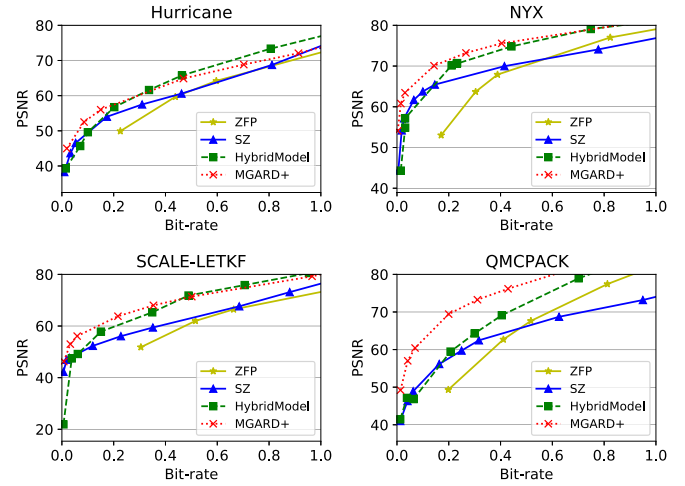 Hurricane
80
70
60
50
40
PSNR
0.0 0.2 0.4 0.6 0.8 1.0
Bit-rate
ZFP
SZ
HybridModel
MGARD+
NYX
80
70
60
50
40
PSNR
0.0 0.2 0.4 0.6 0.8 1.0
Bit-rate
ZFP
SZ
HybridModel
MGARD+
SCALE-LETKF
80
60
40
20
PSNR
0.0 0.2 0.4 0.6 0.8 1.0
Bit-rate
ZFP
SZ
HybridModel
MGARD+
QMCPACK
80
70
60
50
40
PSNR
0.0 0.2 0.4 0.6 0.8 1.0
Bit-rate
ZFP
SZ
HybridModel
MGARD+